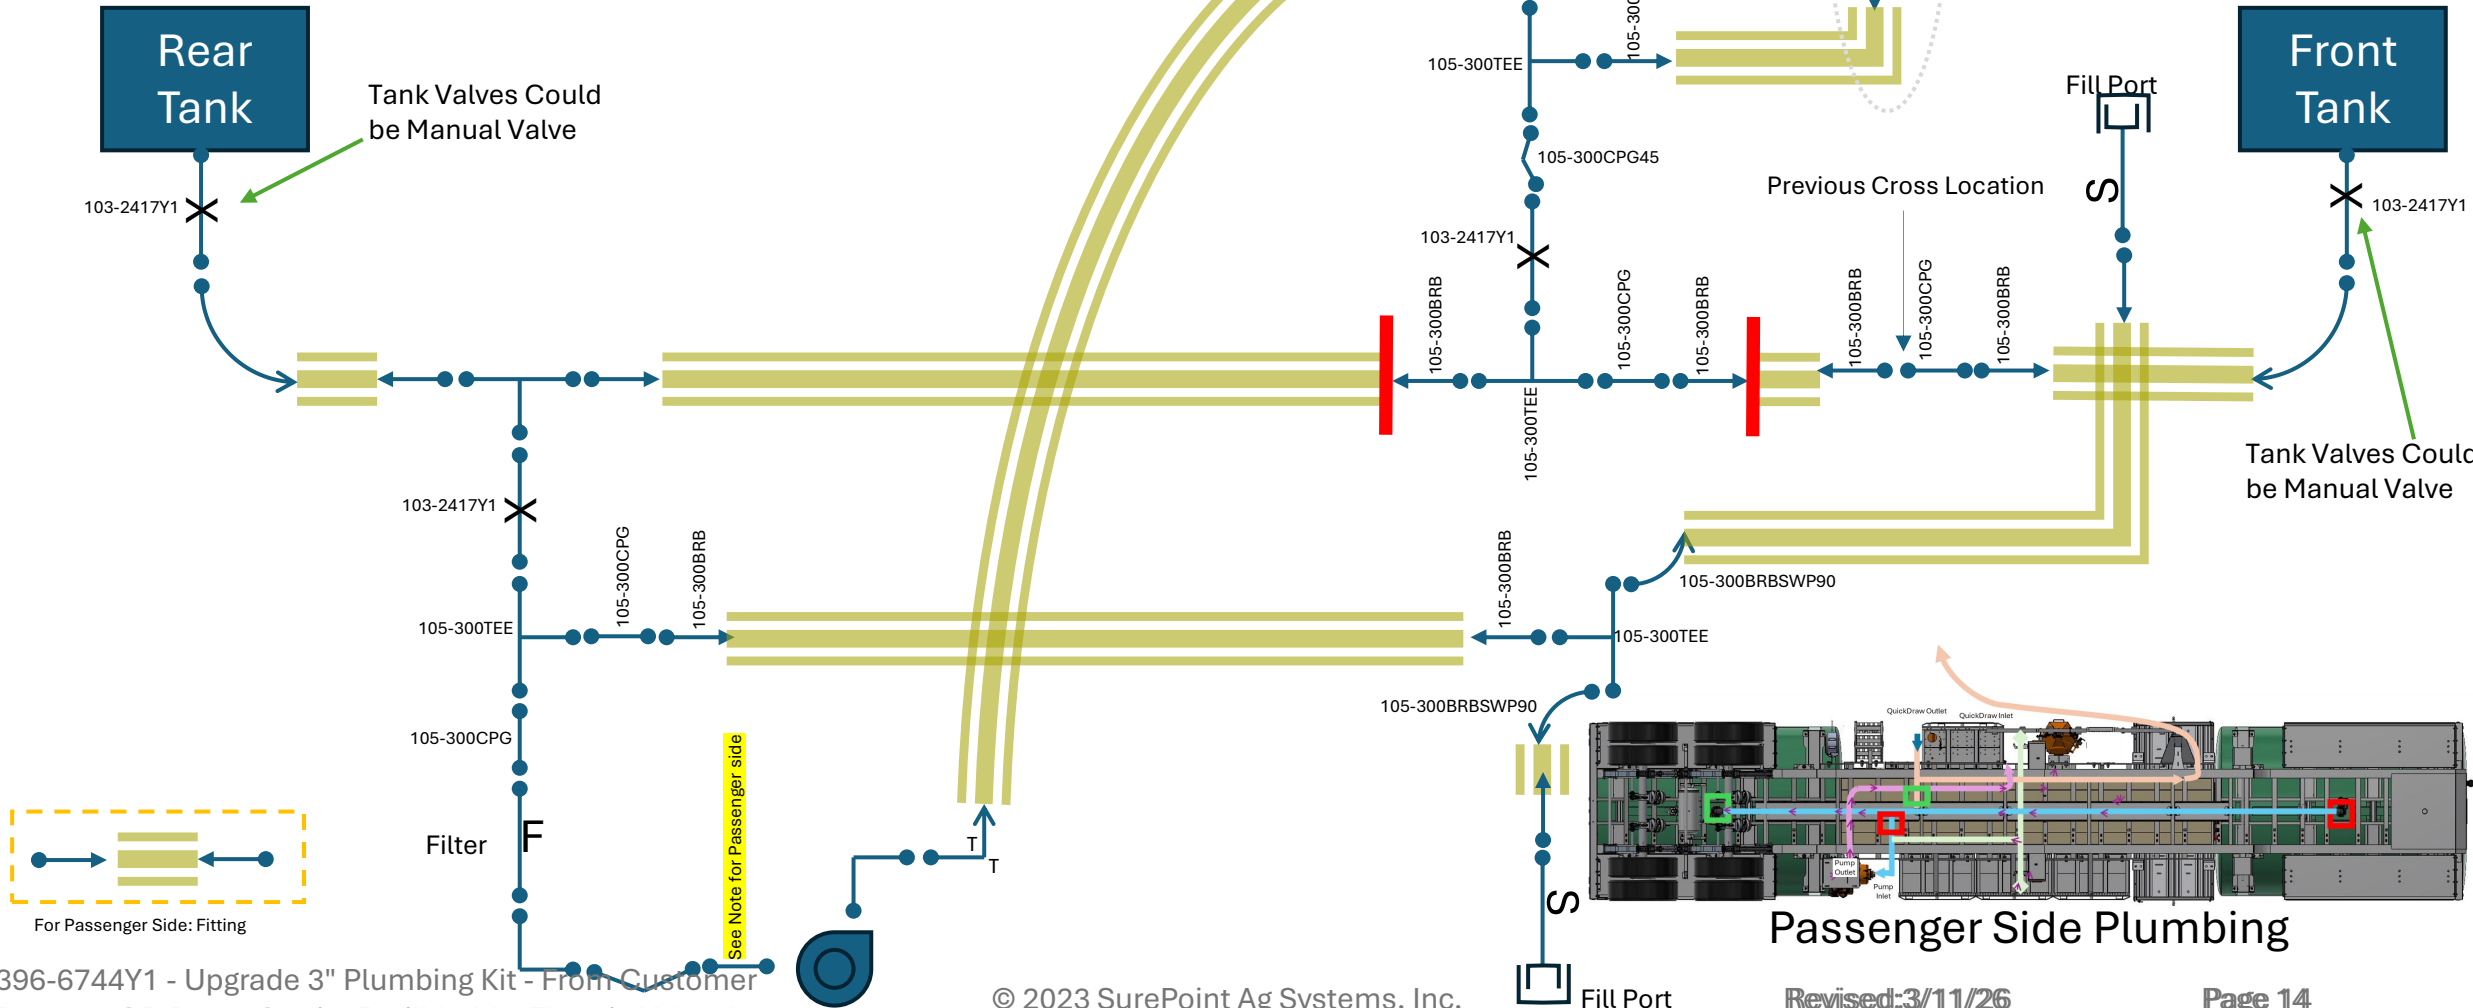 Rear
Tank
Tank Valves Could
be Manual Valve
103-2417Y1
105-300TEE
105-300
105-300CPG45
103-2417Y1
Previous Cross Location
Fill Port
S
Front
Tank
103-2417Y1
Tank Valves Could
be Manual Valve
105-300BRB
105-300CPG
105-300BRB
105-300BRB
105-300CPG
105-300BRB
105-300TEE
103-2417Y1
105-300CPG
105-300BRB
105-300TEE
105-300BRB
105-300TEE
105-300BRBSWP90
105-300BRBSWP90
105-300CPG
Filter
F
See Note for Passenger side
T
T
S
Fill Port
For Passenger Side: Fitting
QuickDraw Outlet
QuickDraw Inlet
Pump
Outlet
Pump
Inlet
Passenger Side Plumbing
396-6744Y1 - Upgrade 3" Plumbing Kit - From Customer
© 2023 SurePoint Ag Systems, Inc.
Revised:3/11/26
Page 14